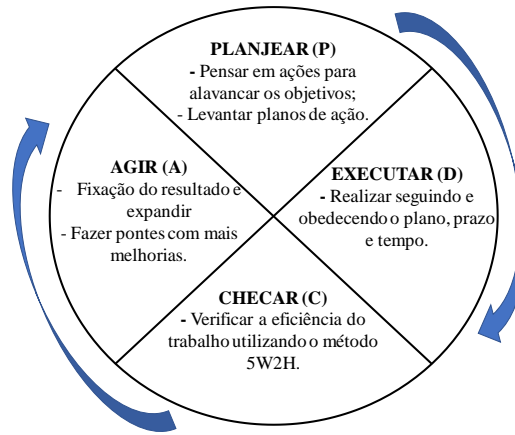 PLANJEAR (P)
- Pensar em ações para
alavancar os objetivos;
- Levantar planos de ação.
AGIR (A)
- Fixação do resultado e
expandir
- Fazer pontes com mais
melhorias.
EXECUTAR (D)
- Realizar seguindo e
obedecendo o plano, prazo
e tempo.
CHECAR (C)
- Verificar a eficiência do
trabalho utilizando o método
5W2H.